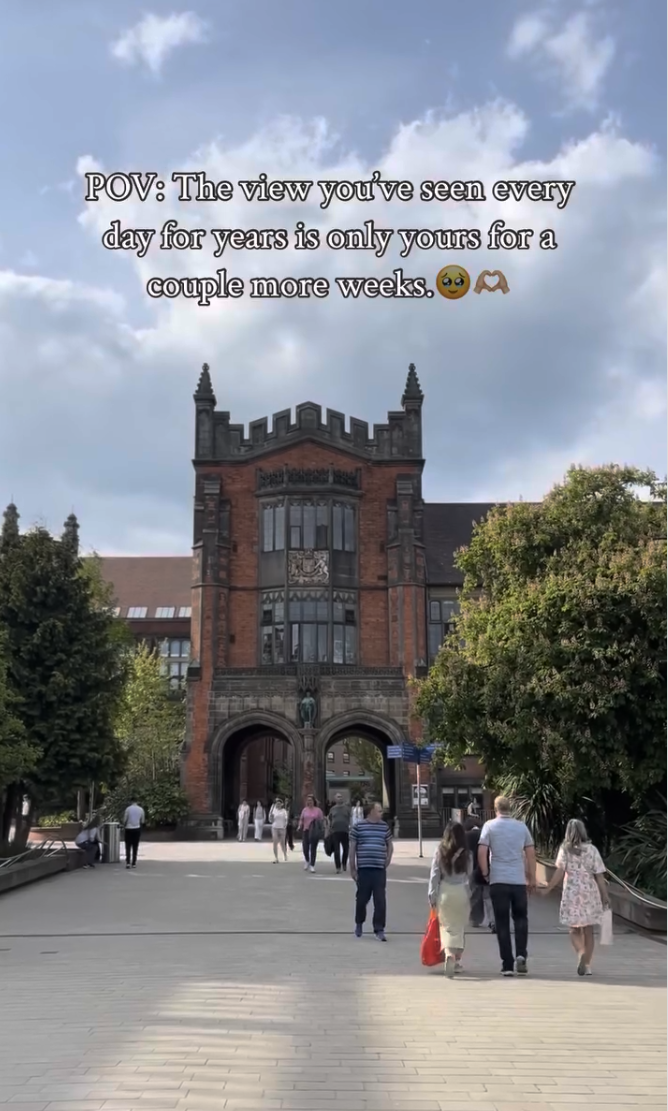 POV: The view you've seen every
day for years is only yours for a
couple more weeks.🥹🫶